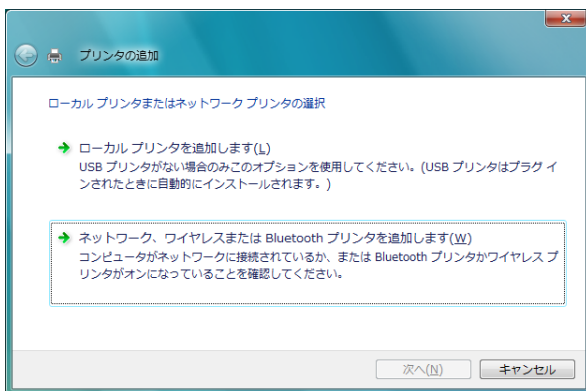 プリンタの追加
ローカル プリンタまたはネットワーク プリンタの選択
ローカル プリンタを追加します(L)
USB プリンタがない場合のみこのオプションを使用してください。(USB プリンタはプラグ イ
ンされたときに自動的にインストールされます。)
ネットワーク、ワイヤレスまたは Bluetooth プリンタを追加します(W)
コンピュータがネットワークに接続されているか、または Bluetooth プリンタかワイヤレス プ
リンタがオンになっていることを確認してください。
次へ(N)
キャンセル